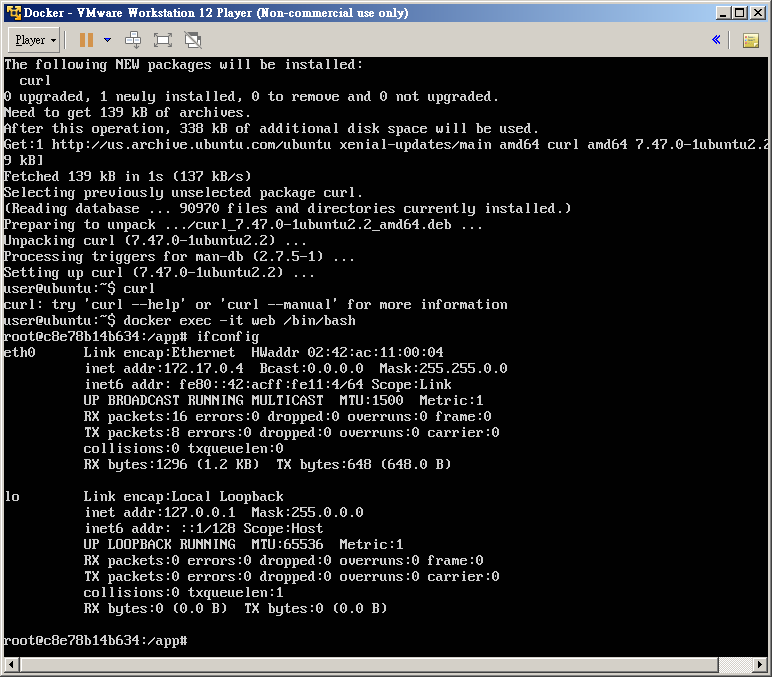 Docker - VMware Workstation 12 Player (Non-commercial use only)
Player
The following NEW packages will be installed:
  curl
0 upgraded, 1 newly installed, 0 to remove and 0 not upgraded.
Need to get 139 kB of archives.
After this operation, 338 kB of additional disk space will be used.
Get:1 http://us.archive.ubuntu.com/ubuntu xenial-updates/main amd64 curl amd64 7.47.0-1ubuntu2.2
9 kB]
Fetched 139 kB in 1s (137 kB/s)
Selecting previously unselected package curl.
(Reading database ... 90970 files and directories currently installed.)
Preparing to unpack .../curl_7.47.0-1ubuntu2.2_amd64.deb ...
Unpacking curl (7.47.0-1ubuntu2.2) ...
Processing triggers for man-db (2.7.5-1) ...
Setting up curl (7.47.0-1ubuntu2.2) ...
user@ubuntu:~$ curl
curl: try 'curl --help' or 'curl --manual' for more information
user@ubuntu:~$ docker exec -it web /bin/bash
root@c8e78b14b634:/app# ifconfig
eth0      Link encap:Ethernet  HWaddr 02:42:ac:11:00:04
          inet addr:172.17.0.4  Bcast:0.0.0.0  Mask:255.255.0.0
          inet6 addr: fe80::42:acff:fe11:4/64 Scope:Link
          UP BROADCAST RUNNING MULTICAST  MTU:1500  Metric:1
          RX packets:16 errors:0 dropped:0 overruns:0 frame:0
          TX packets:8 errors:0 dropped:0 overruns:0 carrier:0
          collisions:0 txqueuelen:0
          RX bytes:1296 (1.2 KB)  TX bytes:648 (648.0 B)
lo        Link encap:Local Loopback
          inet addr:127.0.0.1  Mask:255.0.0.0
          inet6 addr: ::1/128 Scope:Host
          UP LOOPBACK RUNNING  MTU:65536  Metric:1
          RX packets:0 errors:0 dropped:0 overruns:0 frame:0
          TX packets:0 errors:0 dropped:0 overruns:0 carrier:0
          collisions:0 txqueuelen:1
          RX bytes:0 (0.0 B)  TX bytes:0 (0.0 B)
root@c8e78b14b634:/app#